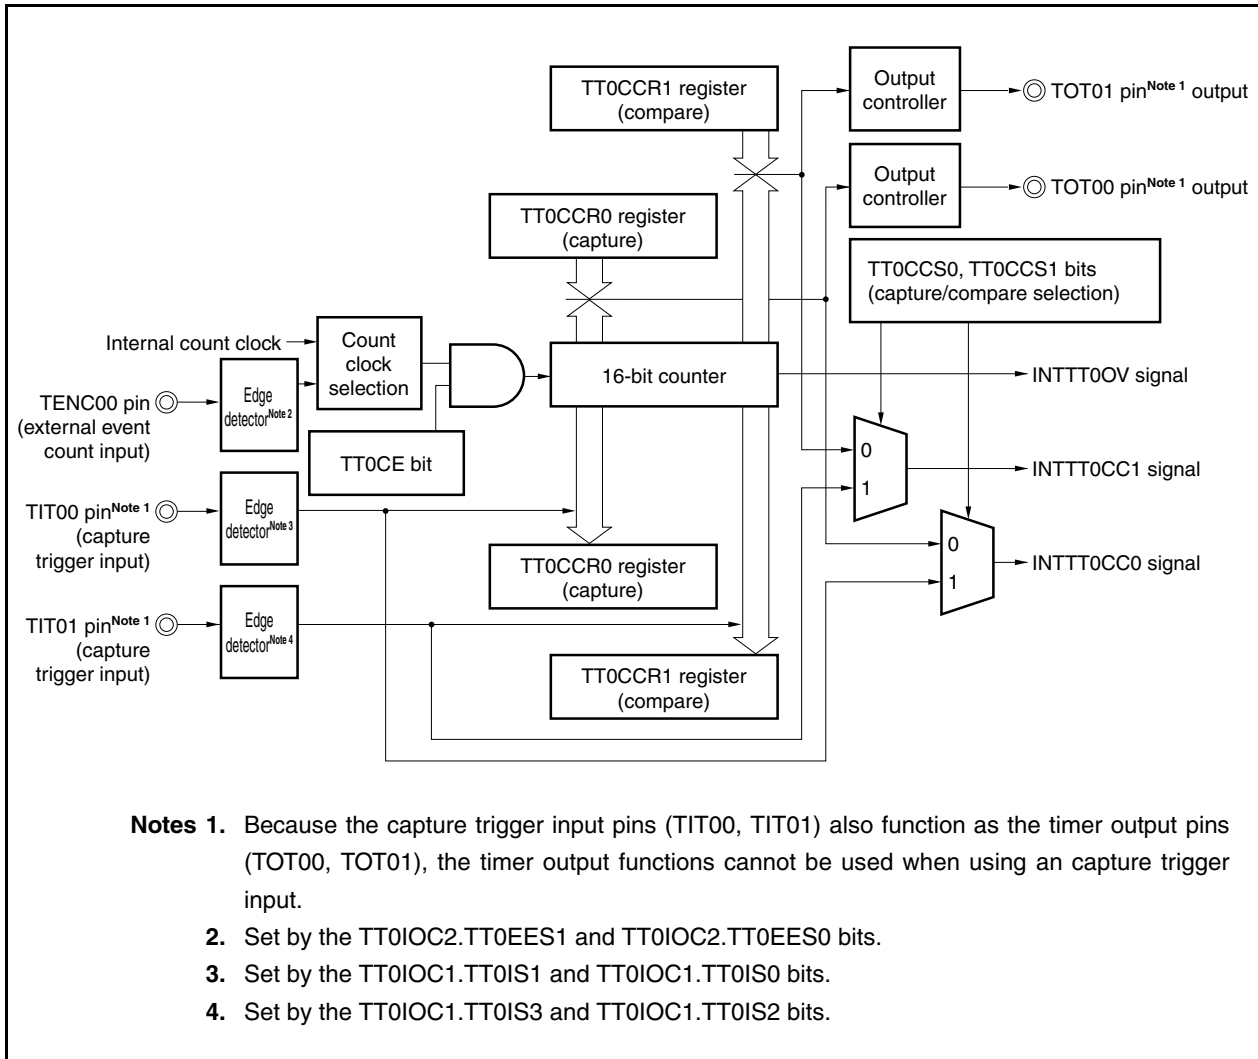 TT0CCR1 register
(compare)
Output
controller
TOT01 pinNote 1 output
Output
controller
TOT00 pinNote 1 output
TT0CCR0 register
(capture)
TT0CCS0, TT0CCS1 bits
(capture/compare selection)
Internal count clock
Count
clock
selection
16-bit counter
INTTT0OV signal
TENC00 pin
(external event
count input)
Edge
detectorNote 2
TT0CE bit
0
1
INTTT0CC1 signal
TIT00 pinNote 1
(capture
trigger input)
Edge
detectorNote 3
TT0CCR0 register
(capture)
0
1
INTTT0CC0 signal
TIT01 pinNote 1
(capture
trigger input)
Edge
detectorNote 4
TT0CCR1 register
(compare)
Notes 1. Because the capture trigger input pins (TIT00, TIT01) also function as the timer output pins
(TOT00, TOT01), the timer output functions cannot be used when using an capture trigger
input.
2. Set by the TT0IOC2.TT0EES1 and TT0IOC2.TT0EES0 bits.
3. Set by the TT0IOC1.TT0IS1 and TT0IOC1.TT0IS0 bits.
4. Set by the TT0IOC1.TT0IS3 and TT0IOC1.TT0IS2 bits.